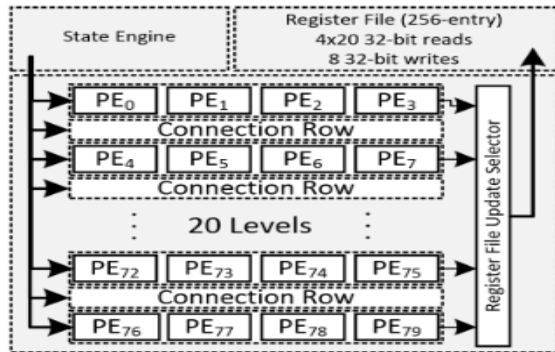 State Engine
Register File (256-entry)
4x20 32-bit reads
8 32-bit writes
PE0 PE1 PE2 PE3
Connection Row
PE4 PE5 PE6 PE7
Connection Row
20 Levels
PE72 PE73 PE74 PE75
Connection Row
PE76 PE77 PE78 PE79
Register File Update Selector